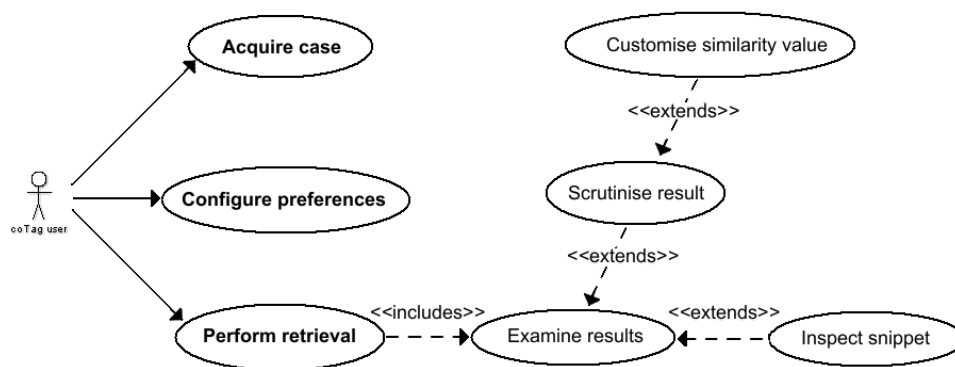 Acquire case
Customise similarity value
<<extends>>
Configure preferences
Scrutinise result
coTag user
<<extends>>
<<includes>>
<<extends>>
Perform retrieval
Examine results
Inspect snippet